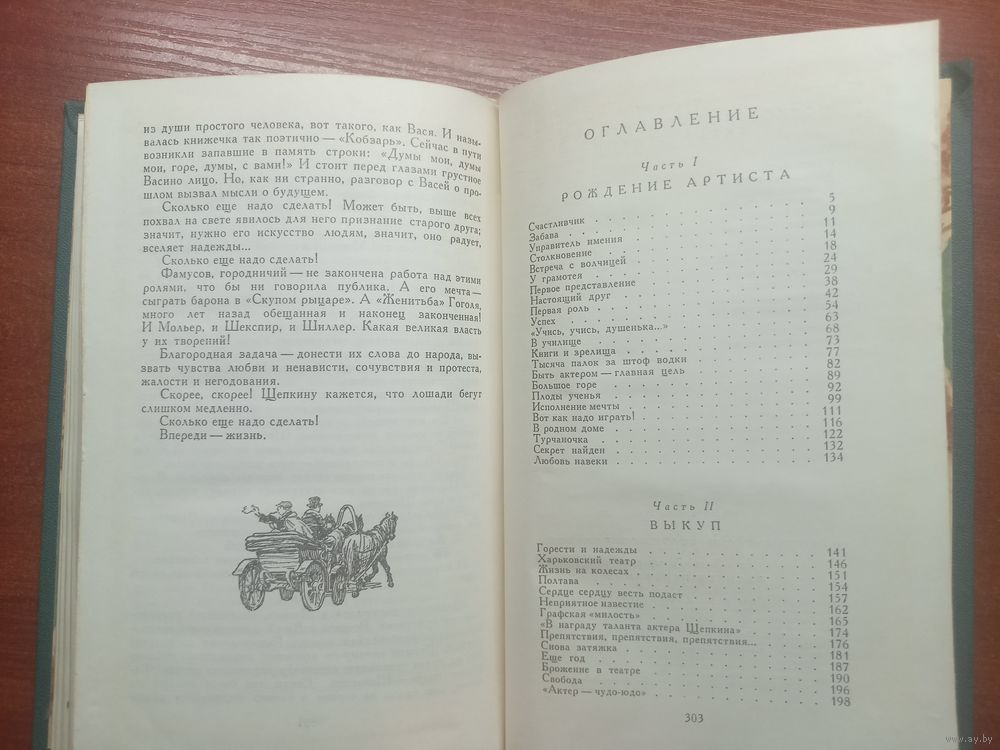 из души простого человека, вот такого, как Вася. И назы-
валась книжечка так поэтично — «Кобзарь». Сейчас в пути
возникли запавшие в память строки: «Думы мои, думы
мои, горе, думы, с вами!» И стоит перед глазами грустное
Васино лицо. Но, как ни странно, разговор с Васей о про-
шлом вызвал мысли о будущем.
Сколько еще надо сделать! Может быть, выше всех
похвал на свете явилось для него признание старого друга;
значит, нужно его искусство людям, значит, оно радует,
вселяет надежды...
Сколько еще надо сделать!
Фамусов, городничий — не закончена работа над этими
ролями, что бы ни говорила публика. А его мечта —
сыграть барона в «Скупом рыцаре». А «Женитьба» Гоголя,
много лет назад обещанная и наконец законченная!
И Мольер, и Шекспир, и Шиллер. Какая великая власть
у их творений!
Благородная задача — донести их слова до народа, вы-
звать чувства любви и ненависти, сочувствия и протеста,
жалости и негодования.
Скорее, скорее! Щепкину кажется, что лошади бегут
слишком медленно.
Сколько еще надо сделать!
Впереди — жизнь.
ОГЛАВЛЕНИЕ
Часть I
РОЖДЕНИЕ АРТИСТА
Счастливчик . . . 5
Забава . . . 9
Управитель имения . . . 11
Столкновение . . . 14
Встреча с волчицей . . . 18
У грамотея . . . 24
Первое представление . . . 29
Настоящий друг . . . 38
Первая роль . . . 42
Успех . . . 54
«Учись, учись, душенька...» . . . 63
В училище . . . 68
Книги и зрелища . . . 73
Тысяча палок за штоф водки . . . 77
Быть актером — главная цель . . . 82
Большое горе . . . 89
Плоды ученья . . . 92
Исполнение мечты . . . 99
Вот как надо играть! . . . 111
В родном доме . . . 116
Турчаночка . . . 122
Секрет найден . . . 132
Любовь навеки . . . 134
Часть II
ВЫКУП
Горести и надежды . . . 141
Харьковский театр . . . 146
Жизнь на колесах . . . 151
Полтава . . . 154
Сердце сердцу весть подаст . . . 157
Неприятное известие . . . 162
Графская «милость» . . . 165
«В награду таланта актера Щепкина» . . . 174
Препятствия, препятствия, препятствия... . . . 176
Снова затяжка . . . 181
Еще год . . . 187
Брожение в театре . . . 190
Свобода . . . 196
«Актер — чудо-юдо» . . . 198
303
www.ay.by